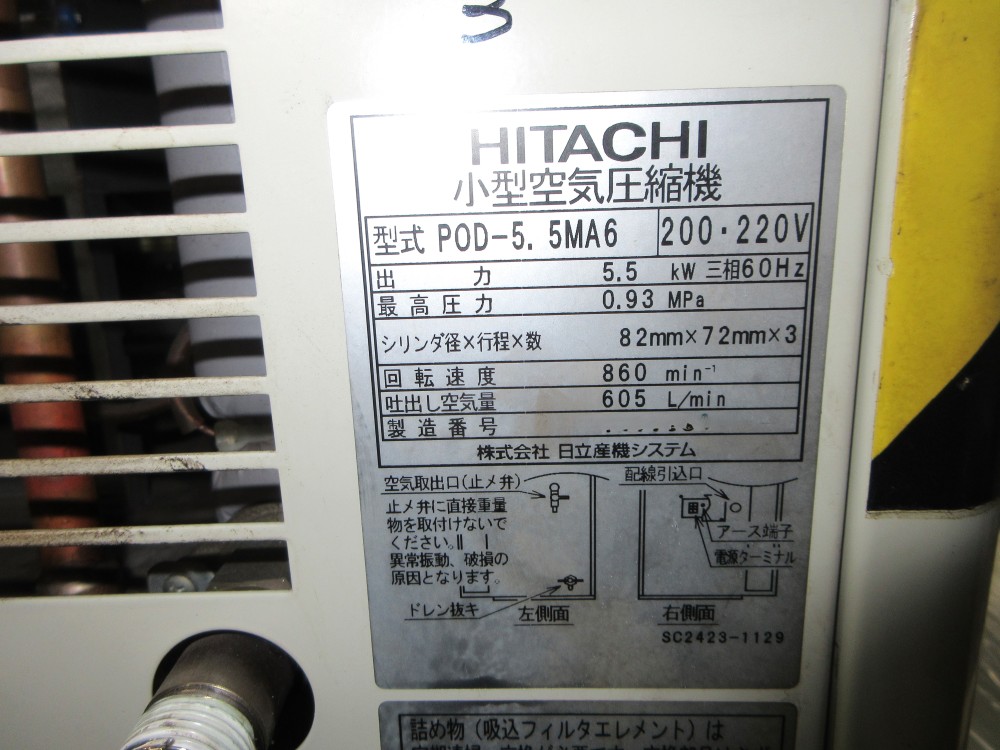 3
HITACHI
小型空気圧縮機
型式 POD-5.5MA6 200・220V
出力 5.5 kW 三相60Hz
最高圧力 0.93 MPa
シリンダ径×行程×数 82mm×72mm×3
回転速度 860 min⁻¹
吐出し空気量 605 L/min
製造番号
株式会社 日立産機システム
空気取出口(止メ弁)
止メ弁に直接重量
物を取付けないで
ください。
異常振動、破損の
原因となります。
ドレン抜キ
左側面
配線引込口
アース端子
電源ターミナル
右側面
SC2423-1129
詰め物(吸込フィルタエレメント)は